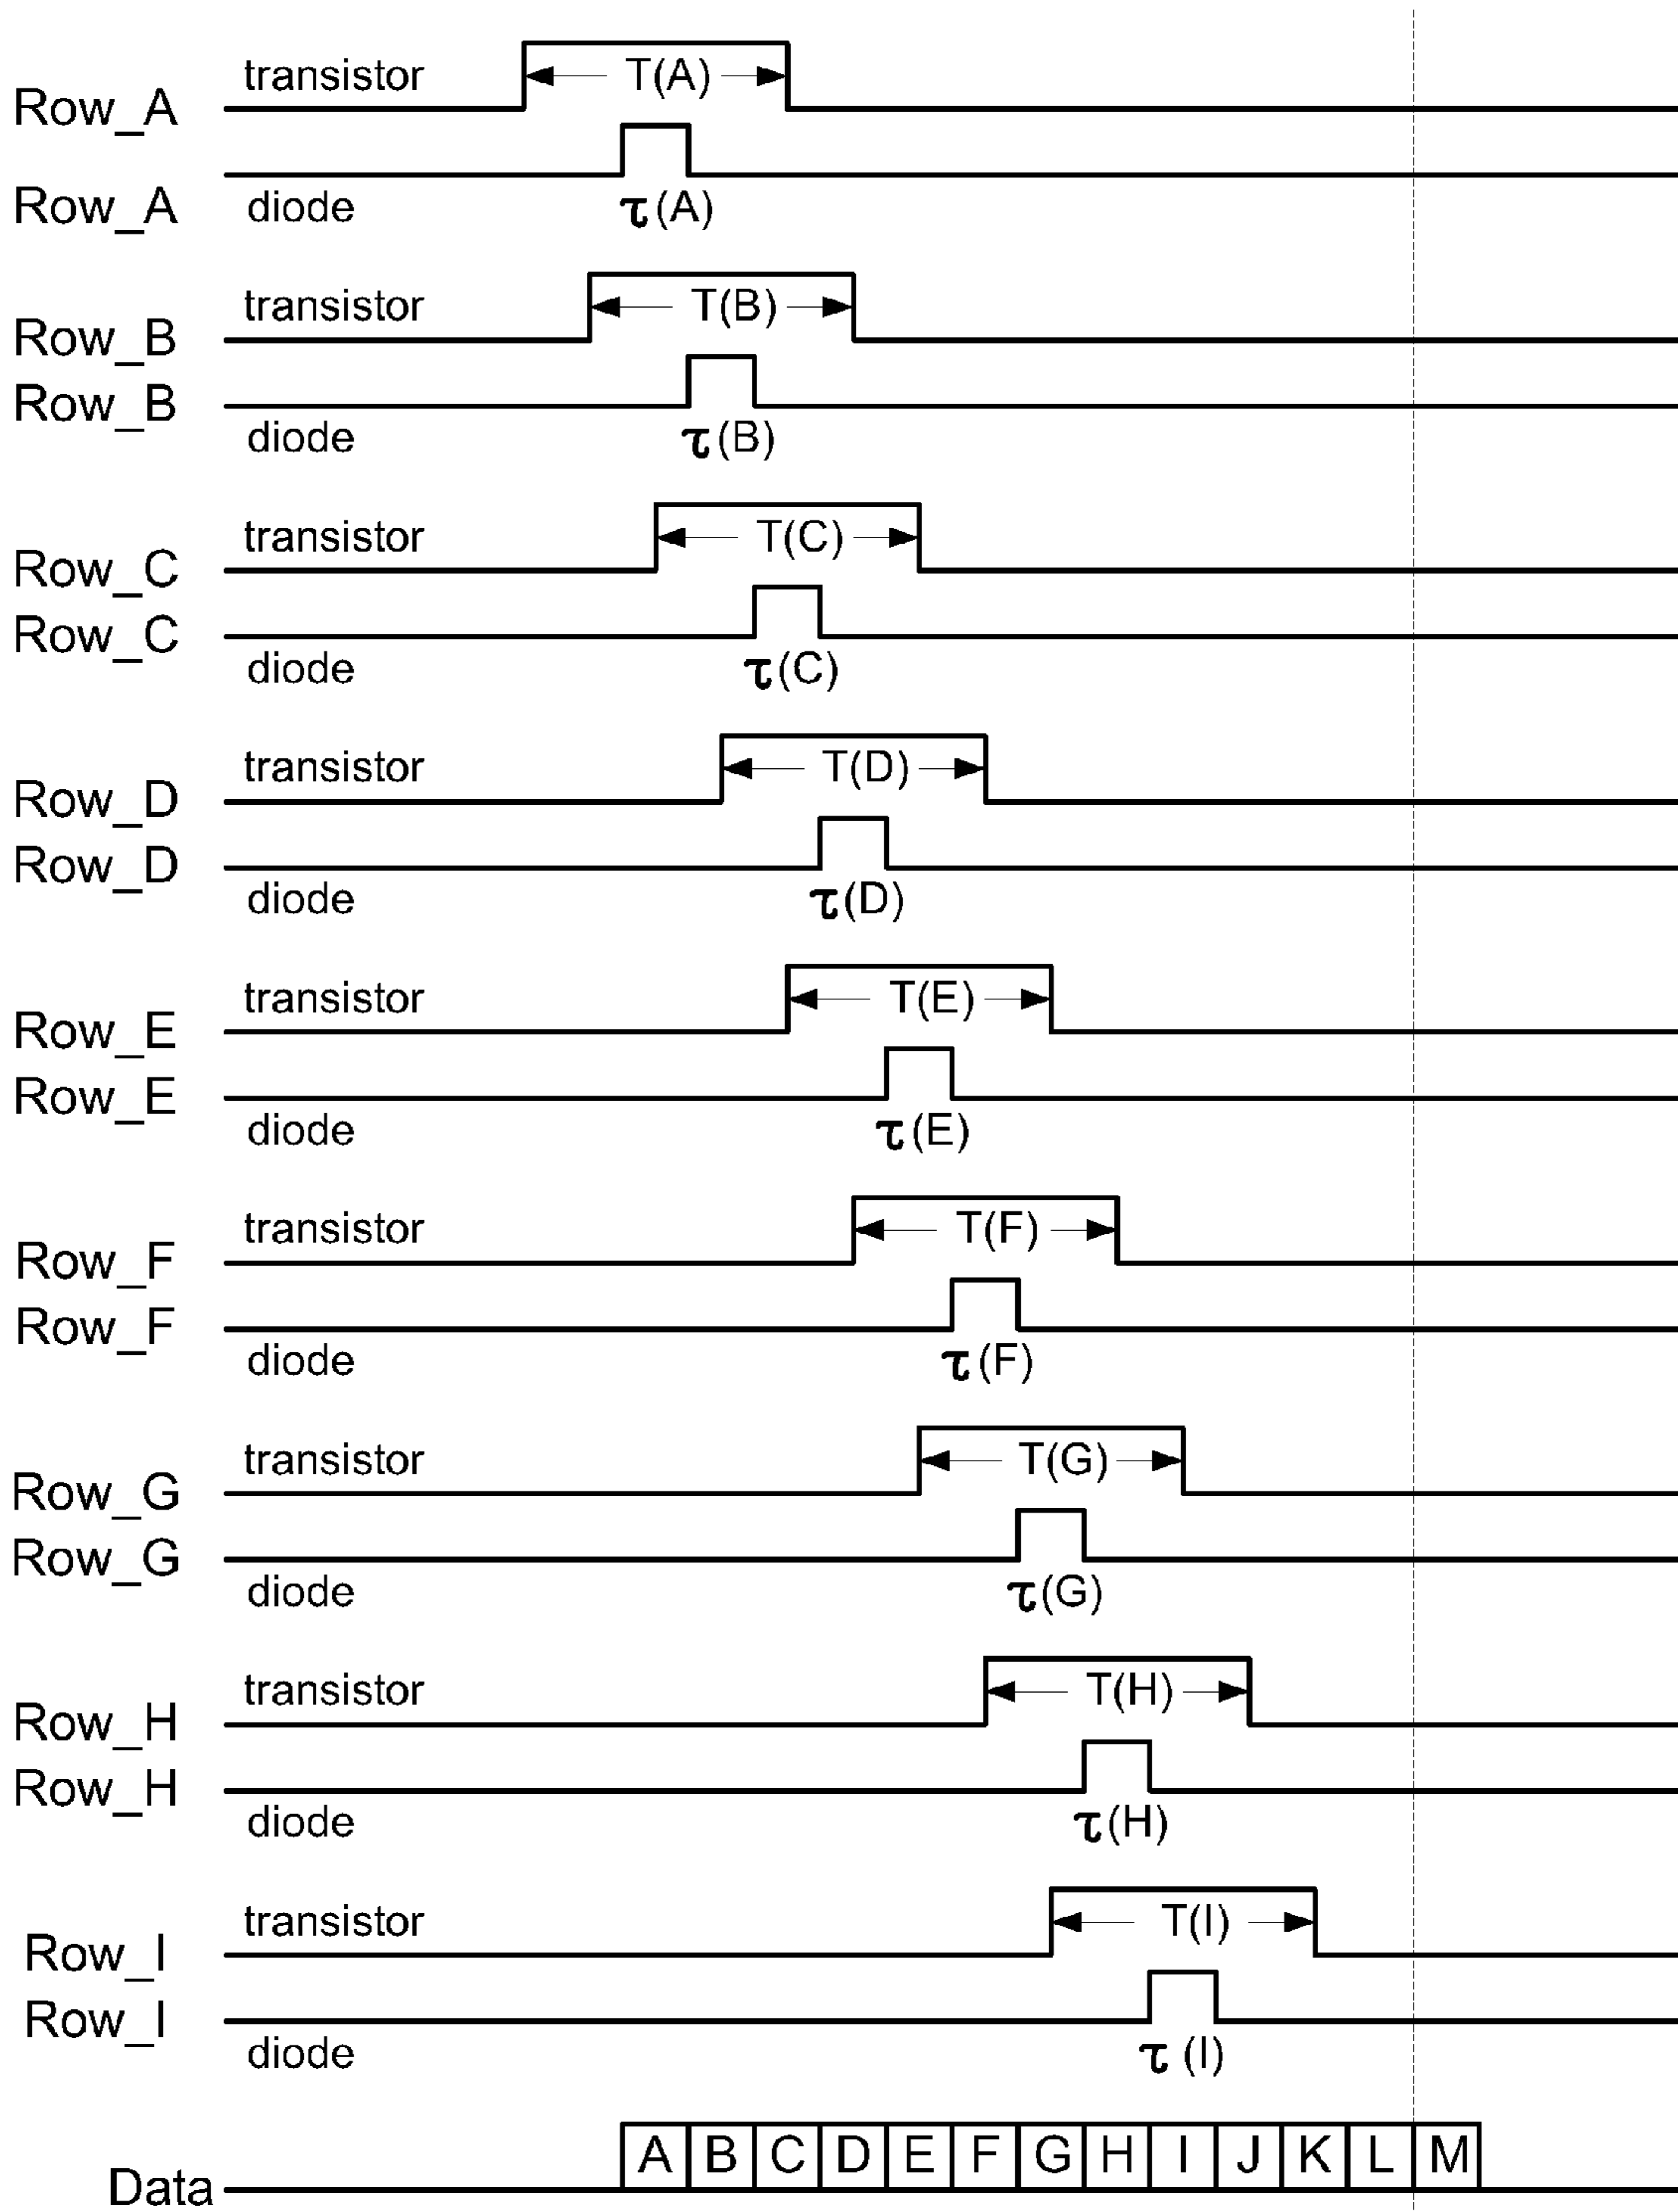 transistor
T(A)
Row_A
Row_A
diode
τ(A)
transistor
T(B)
Row_B
Row_B
diode
τ(B)
transistor
T(C)
Row_C
Row_C
diode
τ(C)
transistor
T(D)
Row_D
Row_D
diode
τ(D)
transistor
T(E)
Row_E
Row_E
diode
τ(E)
transistor
T(F)
Row_F
Row_F
diode
τ(F)
transistor
T(G)
Row_G
Row_G
diode
τ(G)
transistor
T(H)
Row_H
Row_H
diode
τ(H)
transistor
T(I)
Row_I
Row_I
diode
τ (I)
A B C D E F G H I J K L M
Data